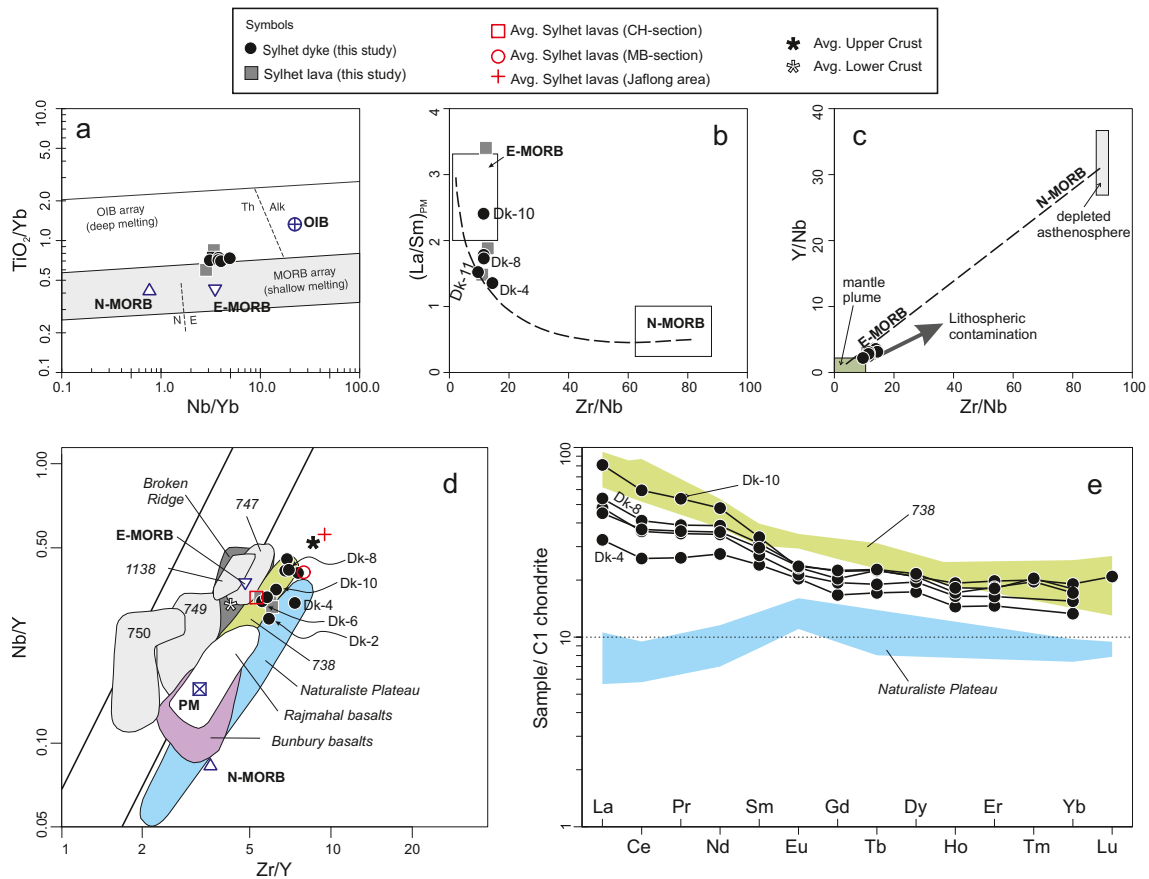 Symbols
Sylhet dyke (this study)
Sylhet lava (this study)
Avg. Sylhet lavas (CH-section)
Avg. Sylhet lavas (MB-section)
Avg. Sylhet lavas (Jaflong area)
Avg. Upper Crust
Avg. Lower Crust
a
10.0
5.0
2.0
1.0
0.5
0.2
0.1
TiO2/Yb
OIB array
(deep melting)
Th
Alk
OIB
MORB array
(shallow melting)
N-MORB
E-MORB
N
E
0.1
1.0
10.0
100.0
Nb/Yb
b
4
3
2
1
0
(La/Sm)PM
E-MORB
Dk-10
Dk-8
Dk-11
Dk-4
N-MORB
0
20
40
60
80
100
Zr/Nb
c
40
30
20
10
0
Y/Nb
N-MORB
depleted
asthenosphere
mantle
plume
E-MORB
Lithospheric
contamination
0
20
40
60
80
100
Zr/Nb
d
1.00
0.50
0.10
0.05
Nb/Y
Broken
Ridge
747
E-MORB
1138
Dk-8
Dk-10
749
Dk-4
750
Dk-6
Dk-2
738
Naturaliste Plateau
PM
Rajmahal basalts
Bunbury basalts
N-MORB
1
2
5
10
20
Zr/Y
e
100
10
1
Sample/ C1 chondrite
Dk-10
Dk-8
738
Dk-4
Naturaliste Plateau
La
Pr
Sm
Gd
Dy
Er
Yb
Ce
Nd
Eu
Tb
Ho
Tm
Lu